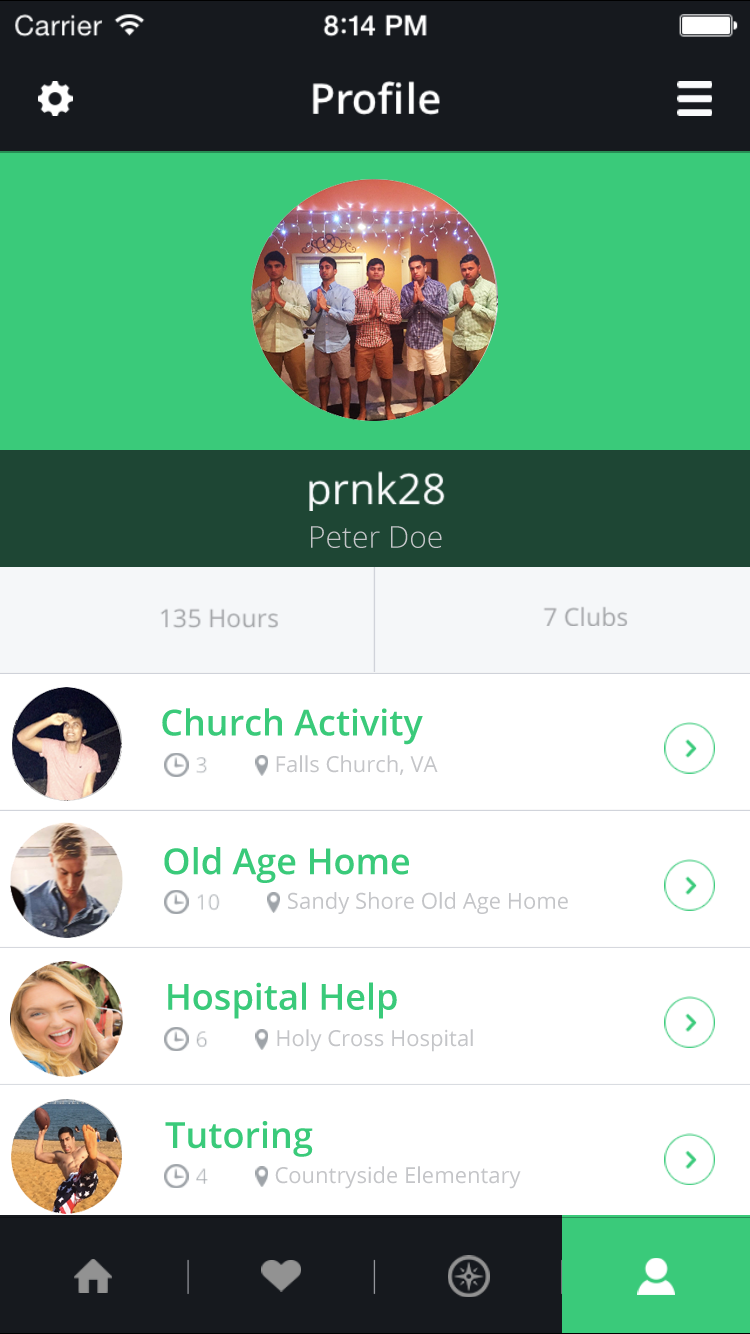 Carrier 8:14 PM
Profile
prnk28
Peter Doe
135 Hours 7 Clubs
Church Activity
3 Falls Church, VA
Old Age Home
10 Sandy Shore Old Age Home
Hospital Help
6 Holy Cross Hospital
Tutoring
4 Countryside Elementary